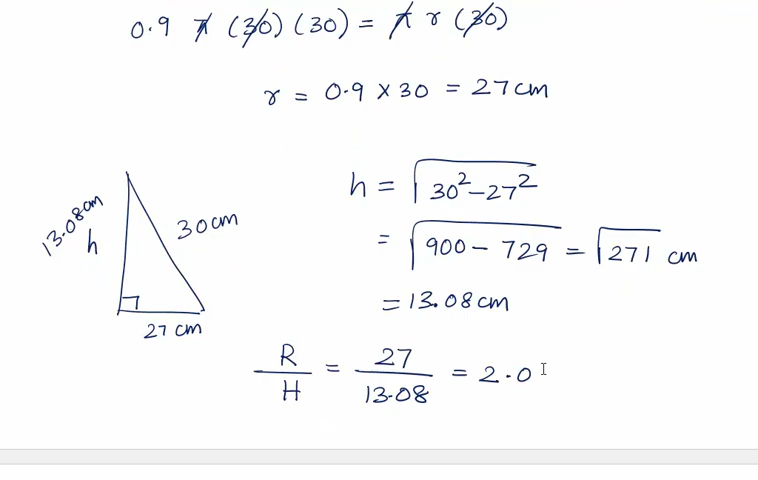 0.9 π (30) (30) = π r (30)
r = 0.9 × 30 = 27 cm
h = √30² − 27²
13.08 cm
h
30 cm
= √900 − 729 = √271 cm
= 13.08 cm
27 cm
R/H = 27/13.08 = 2.0